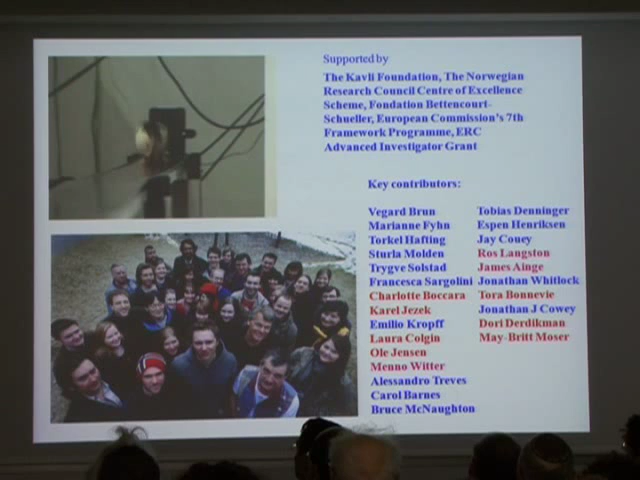 Supported by
The Kavli Foundation, The Norwegian
Research Council Centre of Excellence
Scheme, Fondation Bettencourt-
Schueller, European Commission's 7th
Framework Programme, ERC
Advanced Investigator Grant
Key contributors:
Vegard Brun
Marianne Fyhn
Torkel Hafting
Sturla Molden
Trygve Solstad
Francesca Sargolini
Charlotte Boccara
Karel Jezek
Emilio Kropff
Laura Colgin
Ole Jensen
Menno Witter
Alessandro Treves
Carol Barnes
Bruce McNaughton
Tobias Denninger
Espen Henriksen
Jay Couey
Ros Langston
James Ainge
Jonathan Whitlock
Tora Bonnevie
Jonathan J Cowey
Dori Derdikman
May-Britt Moser